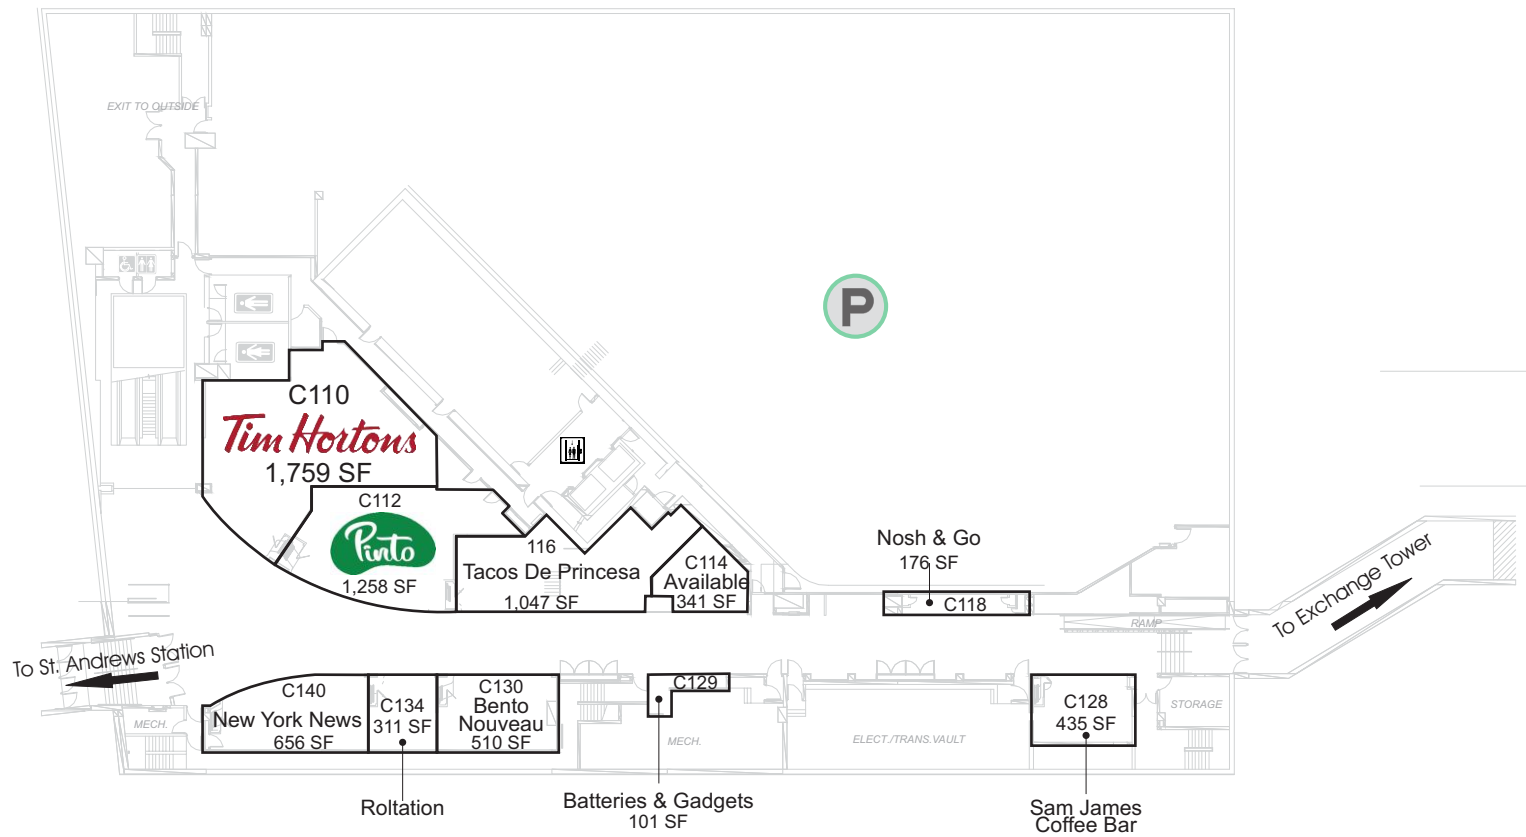 EXIT TO OUTSIDE
P
C110
Tim Hortons
1,759 SF
C112
Pinto
1,258 SF
116
Tacos De Princesa
1,047 SF
C114
Available
341 SF
Nosh & Go
176 SF
C118
To Exchange Tower
RAMP
To St. Andrews Station
MECH.
C140
New York News
656 SF
C134
311 SF
Roltation
C130
Bento
Nouveau
510 SF
C129
Batteries & Gadgets
101 SF
MECH.
ELECT./TRANS.VAULT
C128
435 SF
Sam James
Coffee Bar
STORAGE